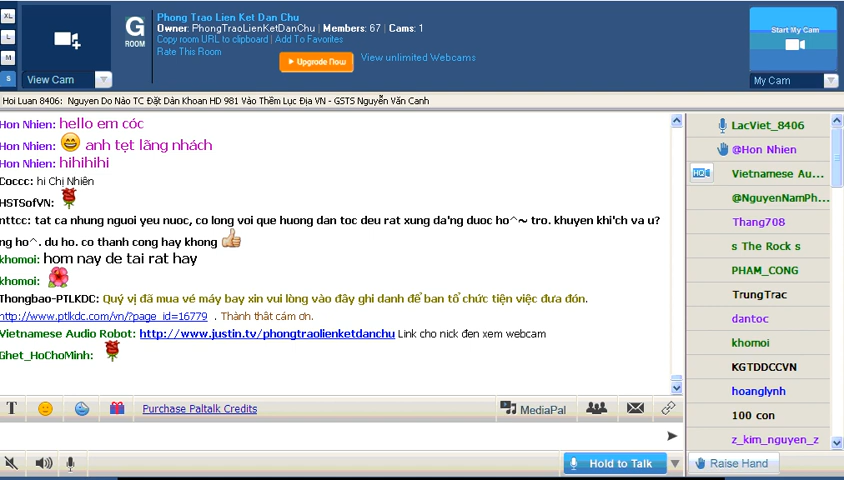 XL
L
M
S
View Cam
G
ROOM
Phong Trao Lien Ket Dan Chu
Owner: PhongTraoLienKetDanChu | Members: 67 | Cams: 1
Copy room URL to clipboard | Add To Favorites
Rate This Room
Upgrade Now
View unlimited Webcams
Start My Cam
My Cam
Hoi Luan 8406: Nguyen Do Nào TC Đặt Dàn Khoan HD 981 Vào Thềm Lục Địa VN - GSTS Nguyễn Văn Canh
Hon Nhien: hello em cóc
Hon Nhien: anh tẹt lãng nhách
Hon Nhien: hihihihi
Cocccc: hi Chị Nhiên
HSTSofVN:
nttcc: tat ca nhung nguoi yeu nuoc, co long voi que huong dan toc deu rat xung da'ng duoc ho^~ tro. khuyen khi'ch va u?
ng ho^. du ho. co thanh cong hay khong
khomoi: hom nay de tai rat hay
khomoi:
Thongbao-PTLKDC: Quý vị đã mua vé máy bay xin vui lòng vào đây ghi danh để ban tổ chức tiện việc đưa đón.
http://www.ptlkdc.com/vn/?page_id=16779 . Thành thât cám ơn.
Vietnamese Audio Robot: http://www.justin.tv/phongtraolienketdanchu Link cho nick đen xem webcam
Ghet_HoChoMinh:
LacViet_8406
@Hon Nhien
HQ
Vietnamese Au...
@NguyenNamPh...
Thang708
s The Rock s
PHAM_CONG
TrungTrac
dantoc
khomoi
KGTDDCCVN
hoanglynh
100 con
z_kim_nguyen_z
T
Purchase Paltalk Credits
MediaPal
Hold to Talk
Raise Hand